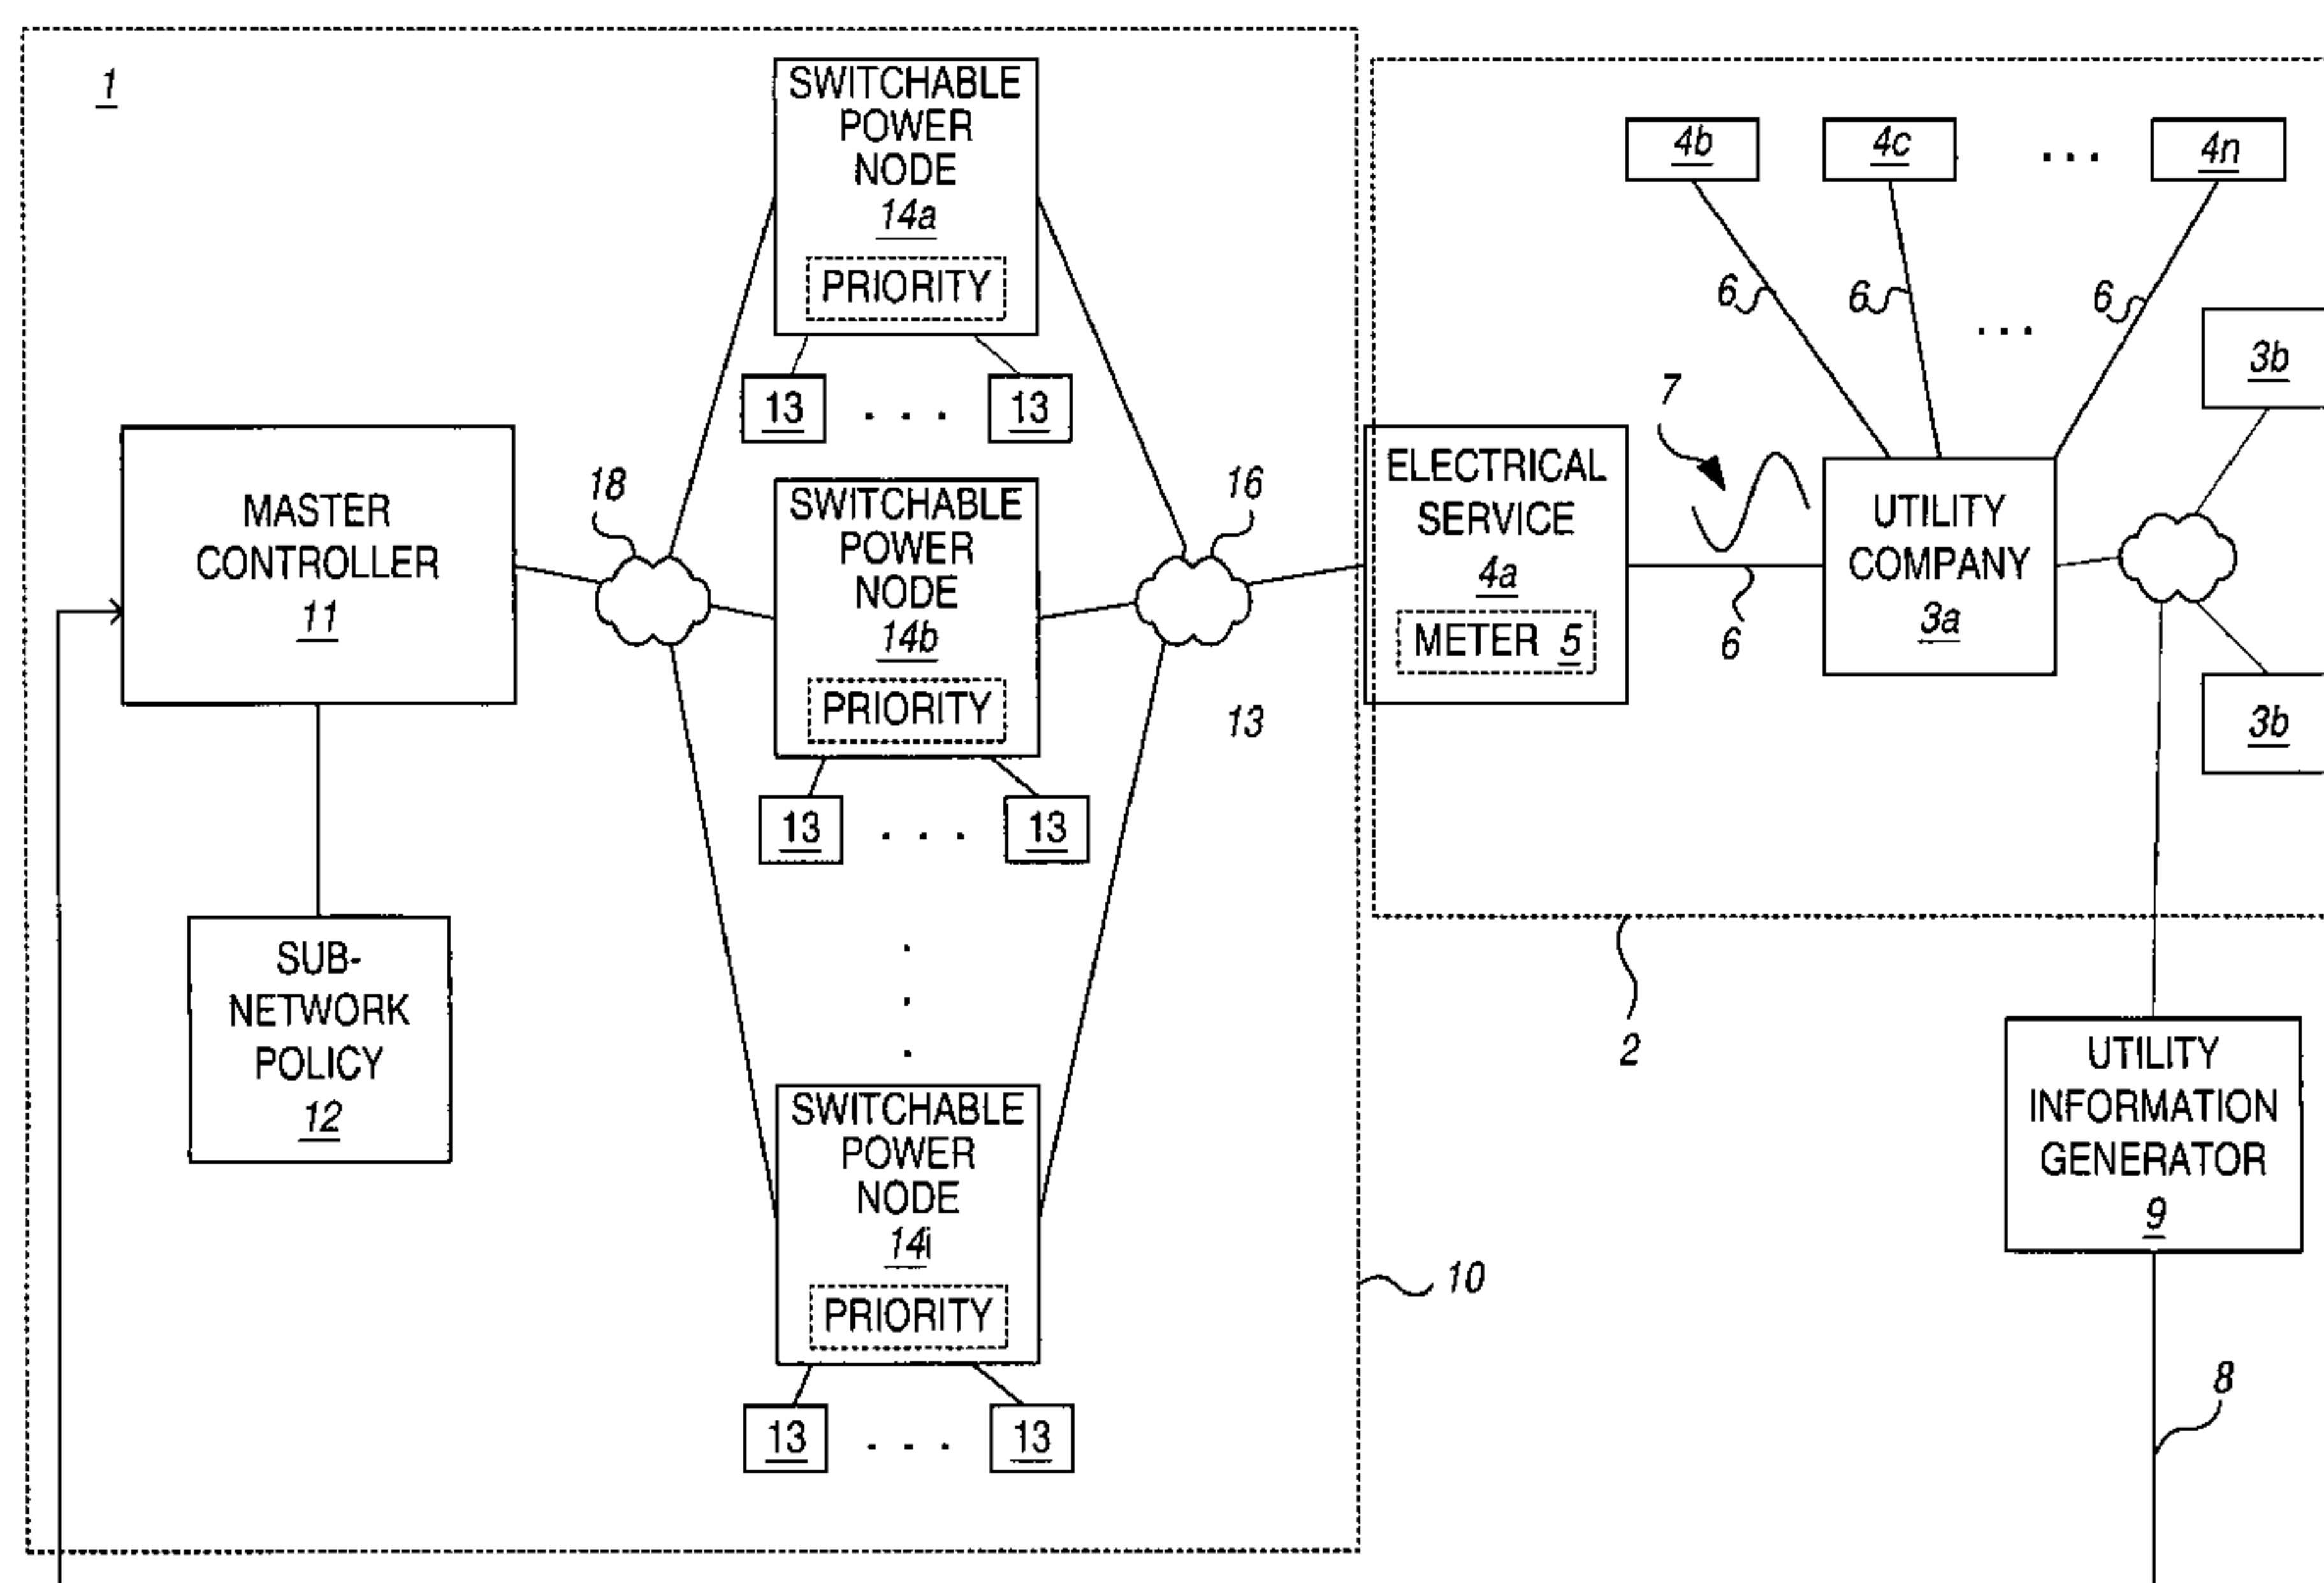 1
SWITCHABLE
POWER
NODE
14a
PRIORITY
13 . . . 13
MASTER
CONTROLLER
11
18
SWITCHABLE
POWER
NODE
14b
PRIORITY
13 . . . 13
16
13
SUB-
NETWORK
POLICY
12
SWITCHABLE
POWER
NODE
14i
PRIORITY
13 . . . 13
10
4b
4c
. . .
4n
6
6
. . .
6
3b
7
ELECTRICAL
SERVICE
4a
METER 5
6
UTILITY
COMPANY
3a
3b
2
UTILITY
INFORMATION
GENERATOR
9
8